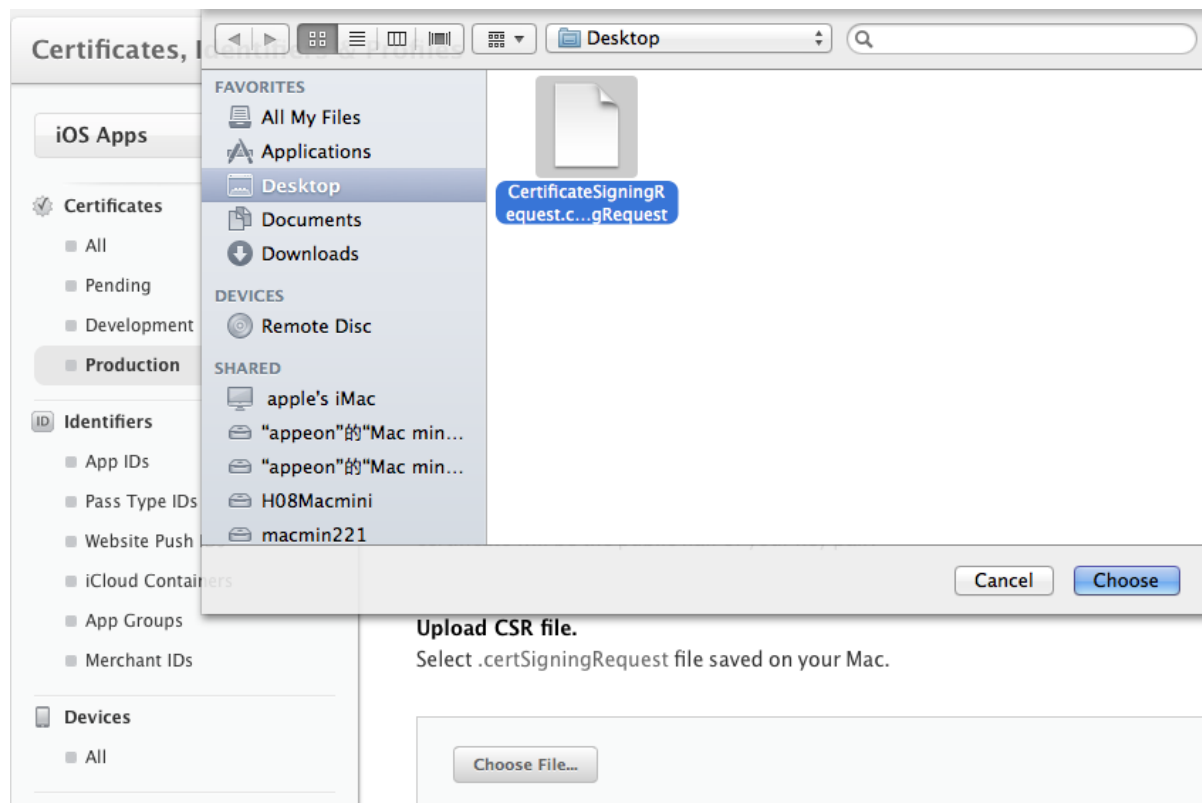 Certificates, Identifiers & Profiles
iOS Apps
Certificates
All
Pending
Development
Production
Identifiers
App IDs
Pass Type IDs
Website Push
iCloud Containers
App Groups
Merchant IDs
Devices
All
Desktop
FAVORITES
All My Files
Applications
Desktop
Documents
Downloads
DEVICES
Remote Disc
SHARED
apple's iMac
“appeon”的“Mac min...
“appeon”的“Mac min...
H08Macmini
macmin221
CertificateSigningR
equest.c...gRequest
Cancel
Choose
Upload CSR file.
Select .certSigningRequest file saved on your Mac.
Choose File...